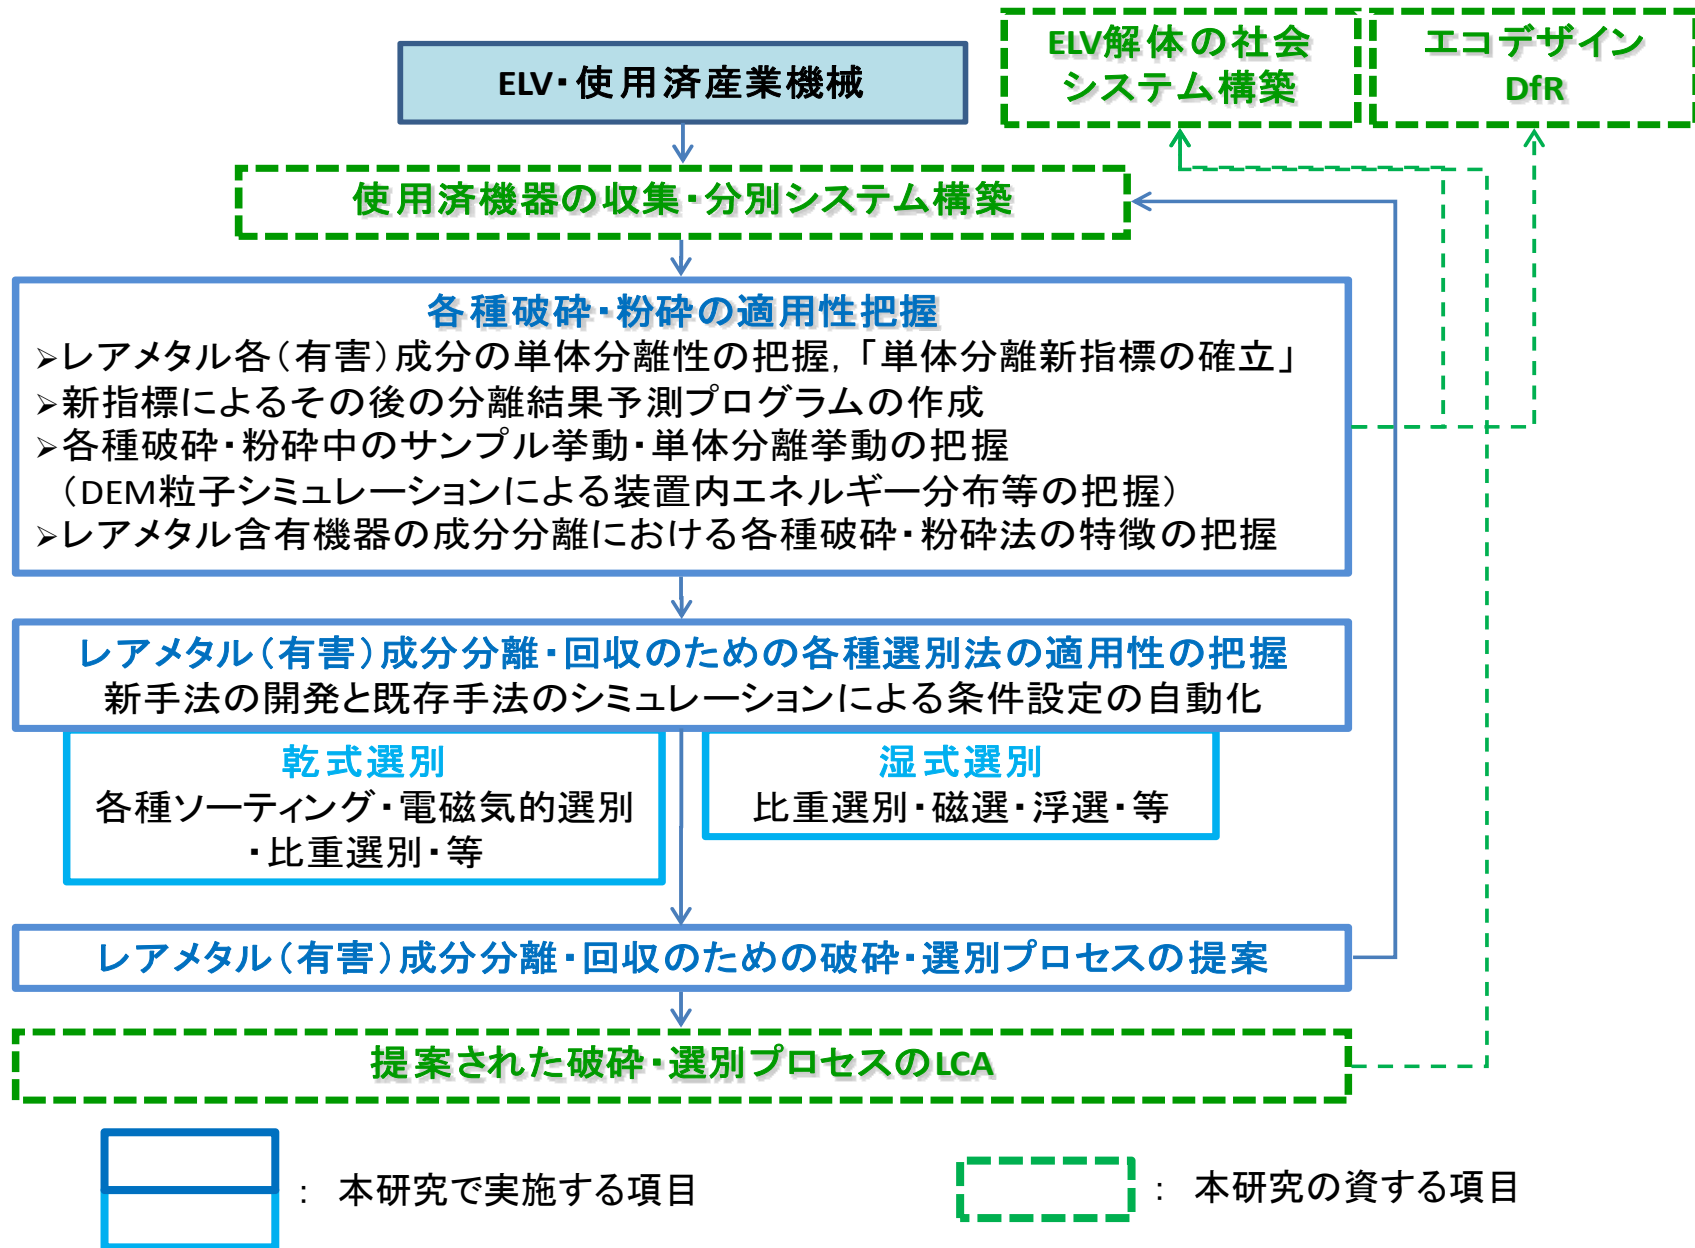 ELV・使用済産業機械
ELV解体の社会
システム構築
エコデザイン
DfR
使用済機器の収集・分別システム構築
各種破砕・粉砕の適用性把握
➢レアメタル各（有害）成分の単体分離性の把握，「単体分離新指標の確立」
➢新指標によるその後の分離結果予測プログラムの作成
➢各種破砕・粉砕中のサンプル挙動・単体分離挙動の把握
（DEM粒子シミュレーションによる装置内エネルギー分布等の把握）
➢レアメタル含有機器の成分分離における各種破砕・粉砕法の特徴の把握
レアメタル（有害）成分分離・回収のための各種選別法の適用性の把握
新手法の開発と既存手法のシミュレーションによる条件設定の自動化
乾式選別
各種ソーティング・電磁気的選別
・比重選別・等
湿式選別
比重選別・磁選・浮選・等
レアメタル（有害）成分分離・回収のための破砕・選別プロセスの提案
提案された破砕・選別プロセスのLCA
： 本研究で実施する項目
： 本研究の資する項目